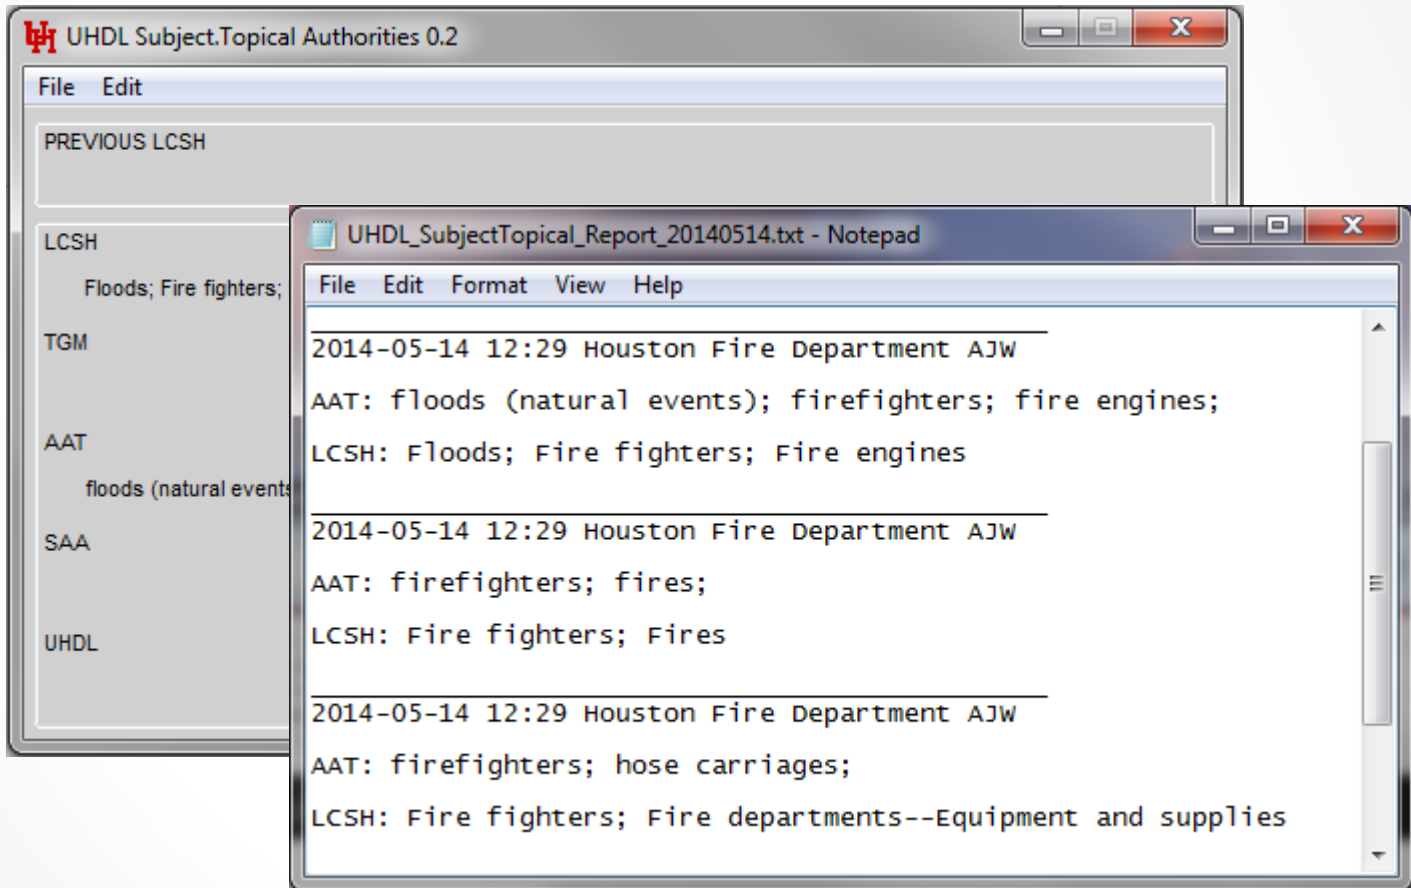 UHDL Subject.Topical Authorities 0.2
File Edit
PREVIOUS LCSH
LCSH
Floods; Fire fighters;
TGM
AAT
floods (natural events
SAA
UHDL
UHDL_SubjectTopical_Report_20140514.txt - Notepad
File Edit Format View Help
2014-05-14 12:29 Houston Fire Department AJW
AAT: floods (natural events); firefighters; fire engines;
LCSH: Floods; Fire fighters; Fire engines
2014-05-14 12:29 Houston Fire Department AJW
AAT: firefighters; fires;
LCSH: Fire fighters; Fires
2014-05-14 12:29 Houston Fire Department AJW
AAT: firefighters; hose carriages;
LCSH: Fire fighters; Fire departments--Equipment and supplies